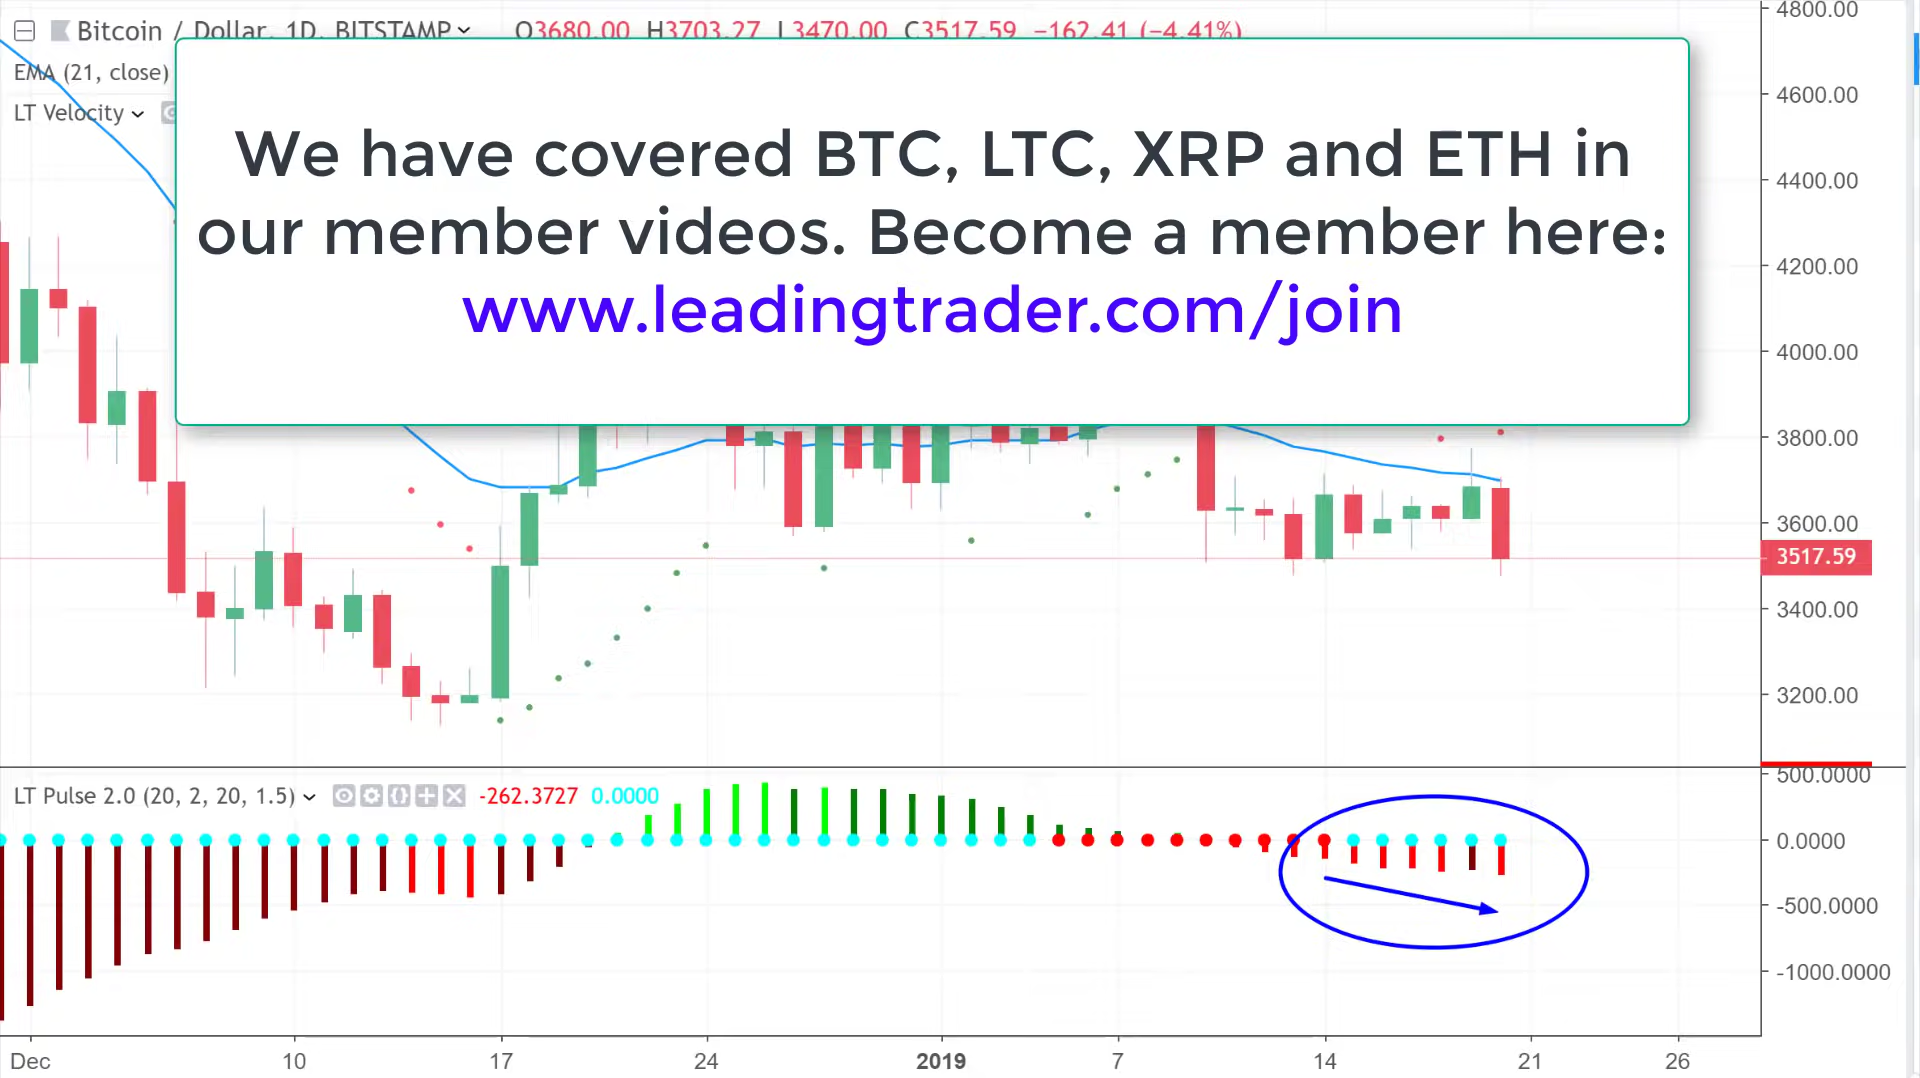 Bitcoin / Dollar, 1D, BITSTAMP O3680.00 H3703.27 L3470.00 C3517.59 −162.41 (−4.41%)
EMA (21, close)
LT Velocity
We have covered BTC, LTC, XRP and ETH in
our member videos. Become a member here:
www.leadingtrader.com/join
4800.00
4600.00
4400.00
4200.00
4000.00
3800.00
3600.00
3517.59
3400.00
3200.00
LT Pulse 2.0 (20, 2, 20, 1.5) -262.3727 0.0000
500.0000
0.0000
-500.0000
-1000.0000
Dec 10 17 24 2019 7 14 21 26